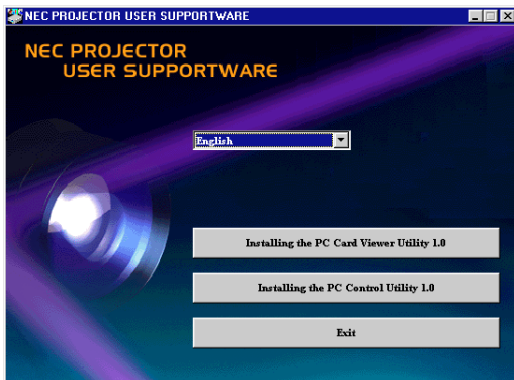 NEC PROJECTOR USER SUPPORTWARE
NEC PROJECTOR
USER SUPPORTWARE
English
Installing the PC Card Viewer Utility 1.0
Installing the PC Control Utility 1.0
Exit